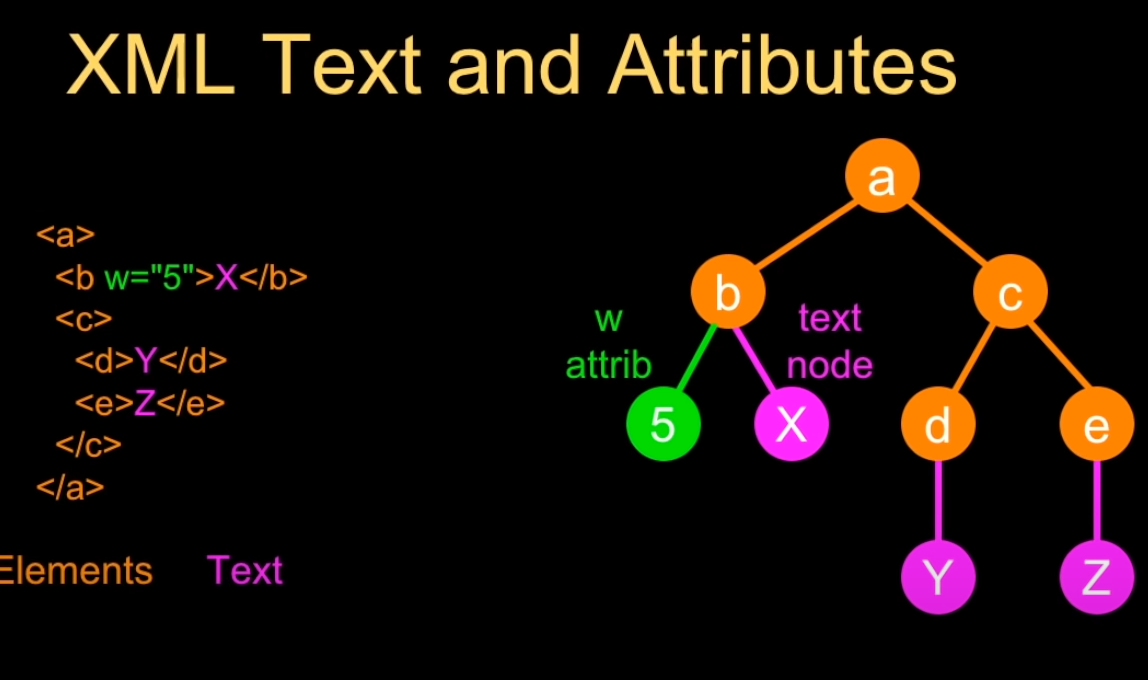 XML Text and Attributes
<a>
<b w="5">X</b>
<c>
<d>Y</d>
<e>Z</e>
</c>
</a>
Elements Text
a
b
c
w
attrib
text
node
5
X
d
e
Y
Z